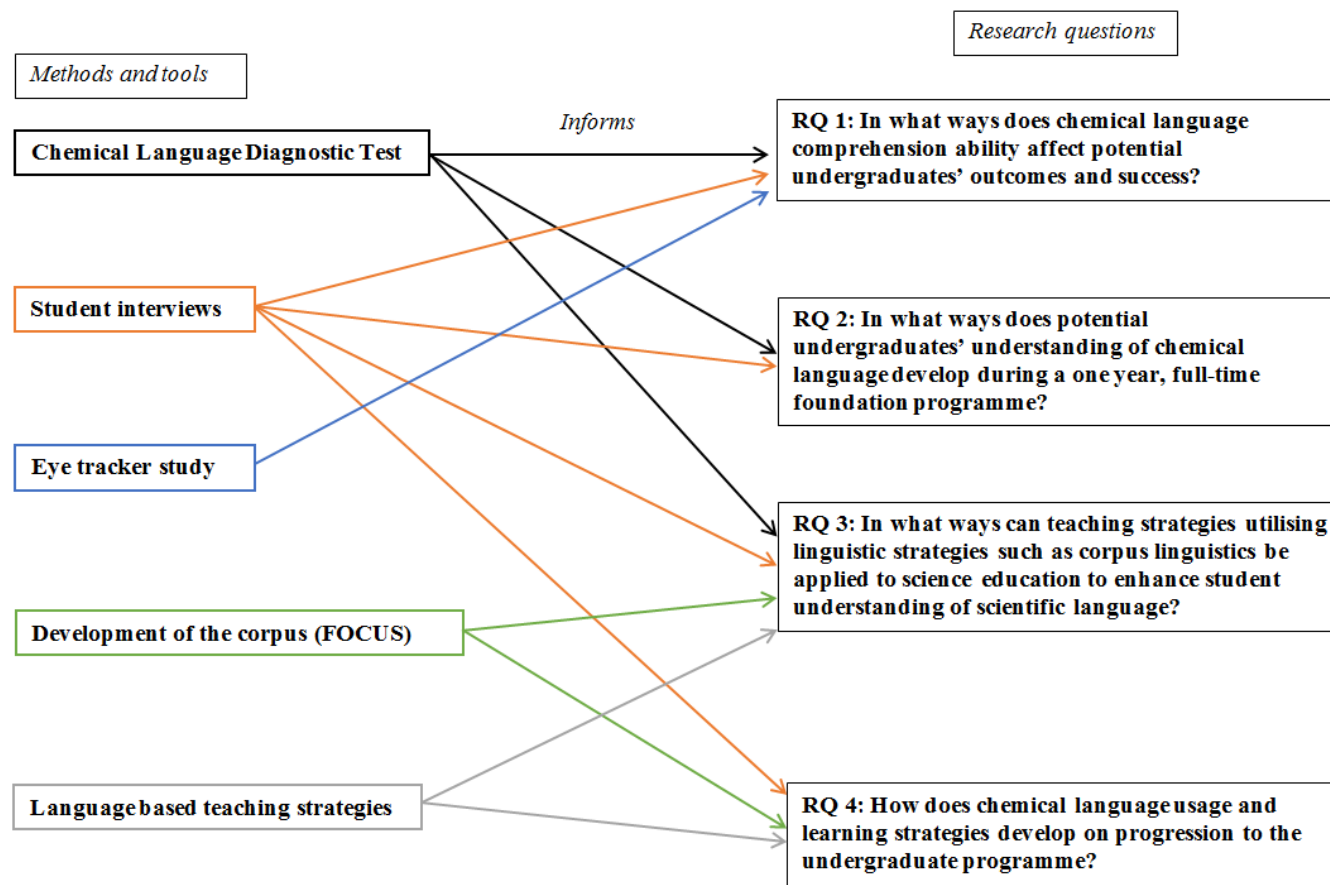 Research questions
Methods and tools
Informs
Chemical Language Diagnostic Test
Student interviews
Eye tracker study
Development of the corpus (FOCUS)
Language based teaching strategies
RQ 1: In what ways does chemical language
comprehension ability affect potential
undergraduates’ outcomes and success?
RQ 2: In what ways does potential
undergraduates’ understanding of chemical
language develop during a one year, full-time
foundation programme?
RQ 3: In what ways can teaching strategies utilising
linguistic strategies such as corpus linguistics be
applied to science education to enhance student
understanding of scientific language?
RQ 4: How does chemical language usage and
learning strategies develop on progression to the
undergraduate programme?